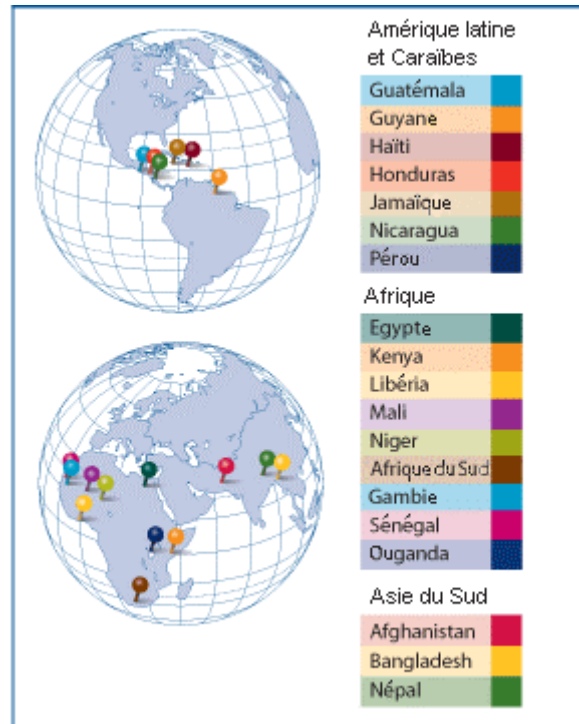 Amérique latine
et Caraïbes
Guatémala
Guyane
Haïti
Honduras
Jamaïque
Nicaragua
Pérou
Afrique
Egypte
Kenya
Libéria
Mali
Niger
Afrique du Sud
Gambie
Sénégal
Ouganda
Asie du Sud
Afghanistan
Bangladesh
Népal